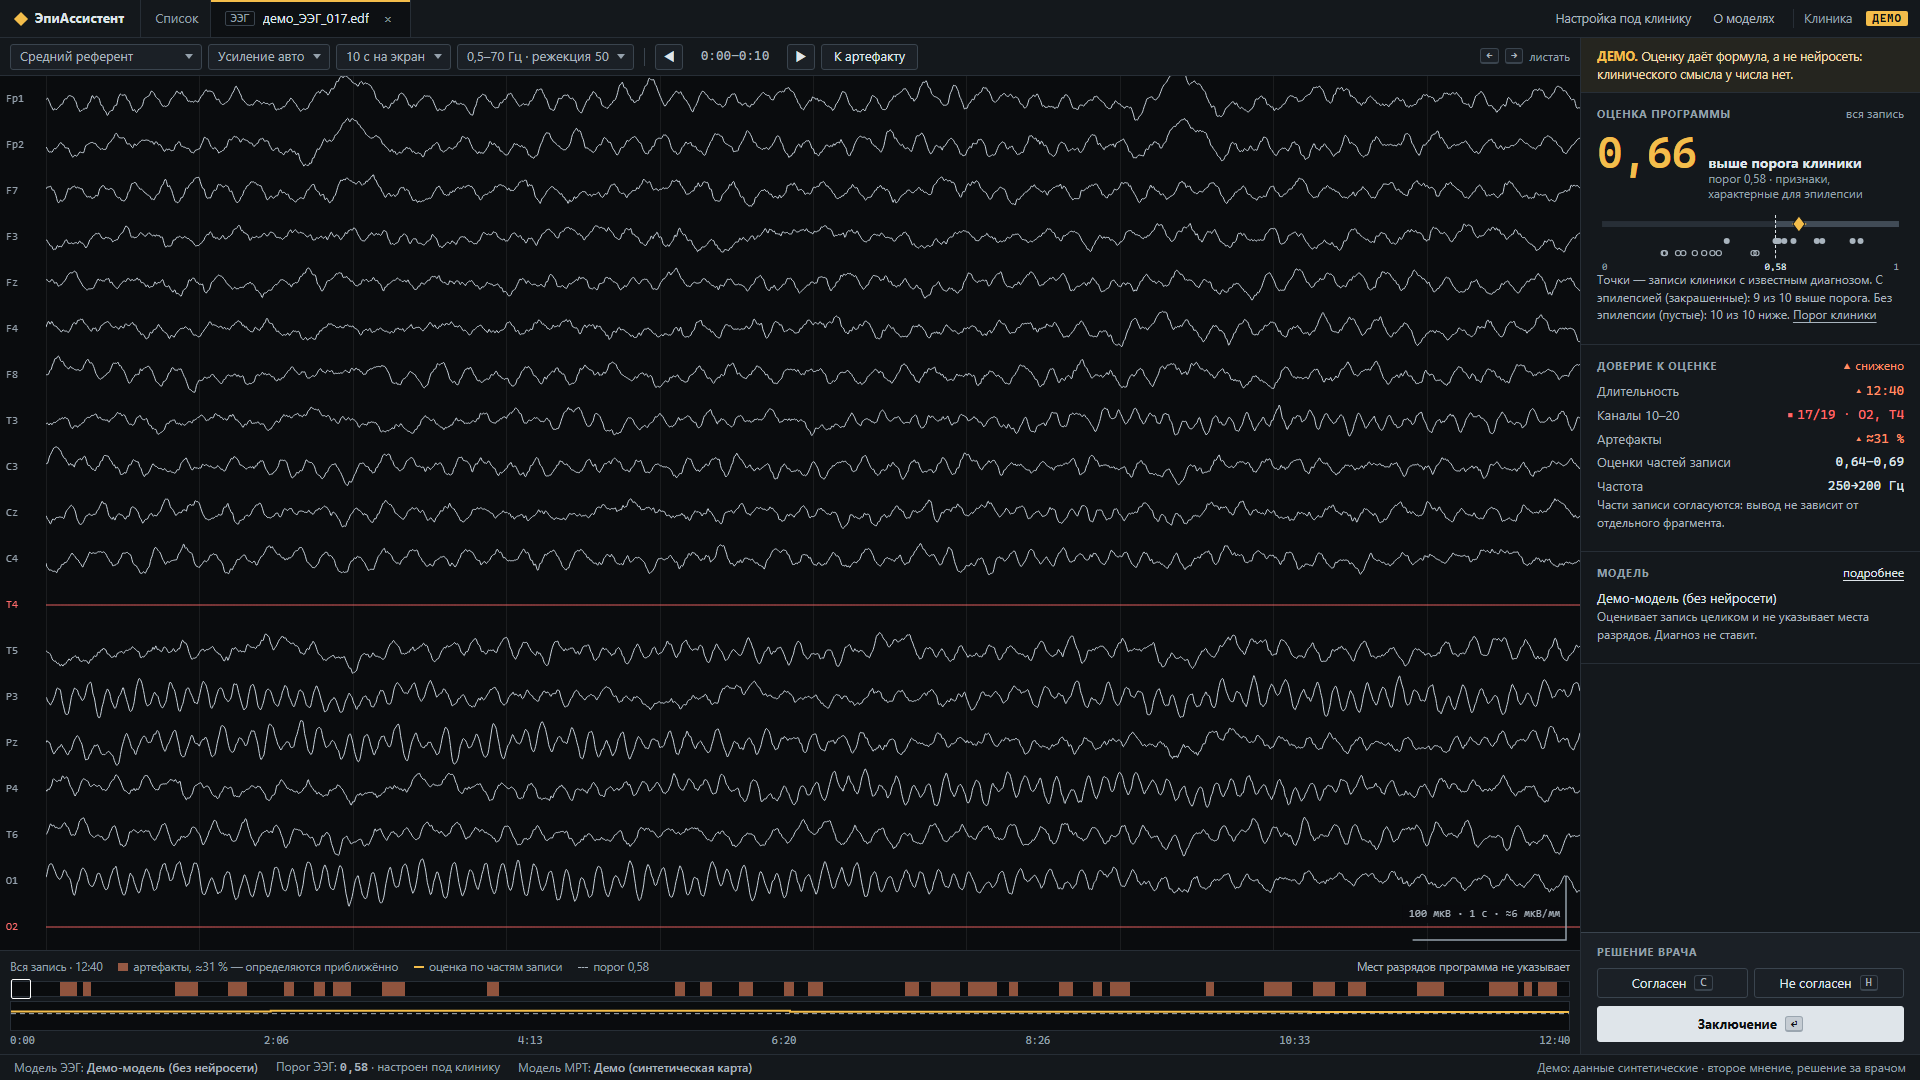 ЭпиАссистент
Список
ЭЭГ демо_ЭЭГ_017.edf ×
Настройка под клинику
О моделях
Клиника ДЕМО
Средний референт
Усиление авто
10 с на экран
0,5–70 Гц · режекция 50
◀ 0:00–0:10 ▶
К артефакту
← → листать
Fp1
Fp2
F7
F3
Fz
F4
F8
T3
C3
Cz
C4
T4
T5
P3
Pz
P4
T6
O1
O2
100 мкВ · 1 с · ≈6 мкВ/мм
Вся запись · 12:40
артефакты, ≈31 % — определяются приближённо
оценка по частям записи
порог 0,58
Мест разрядов программа не указывает
0:00 2:06 4:13 6:20 8:26 10:33 12:40
ДЕМО. Оценку даёт формула, а не нейросеть:
клинического смысла у числа нет.
ОЦЕНКА ПРОГРАММЫ вся запись
0,66 выше порога клиники
порог 0,58 · признаки,
характерные для эпилепсии
0 0,58 1
Точки — записи клиники с известным диагнозом. С
эпилепсией (закрашенные): 9 из 10 выше порога. Без
эпилепсии (пустые): 10 из 10 ниже. Порог клиники
ДОВЕРИЕ К ОЦЕНКЕ ▲ снижено
Длительность ▲ 12:40
Каналы 10–20 ■ 17/19 · O2, T4
Артефакты ▲ ≈31 %
Оценки частей записи 0,64–0,69
Частота 250→200 Гц
Части записи согласуются: вывод не зависит от
отдельного фрагмента.
МОДЕЛЬ подробнее
Демо-модель (без нейросети)
Оценивает запись целиком и не указывает места
разрядов. Диагноз не ставит.
РЕШЕНИЕ ВРАЧА
Согласен С
Не согласен Н
Заключение ↵
Модель ЭЭГ: Демо-модель (без нейросети)
Порог ЭЭГ: 0,58 · настроен под клинику
Модель МРТ: Демо (синтетическая карта)
Демо: данные синтетические · второе мнение, решение за врачом